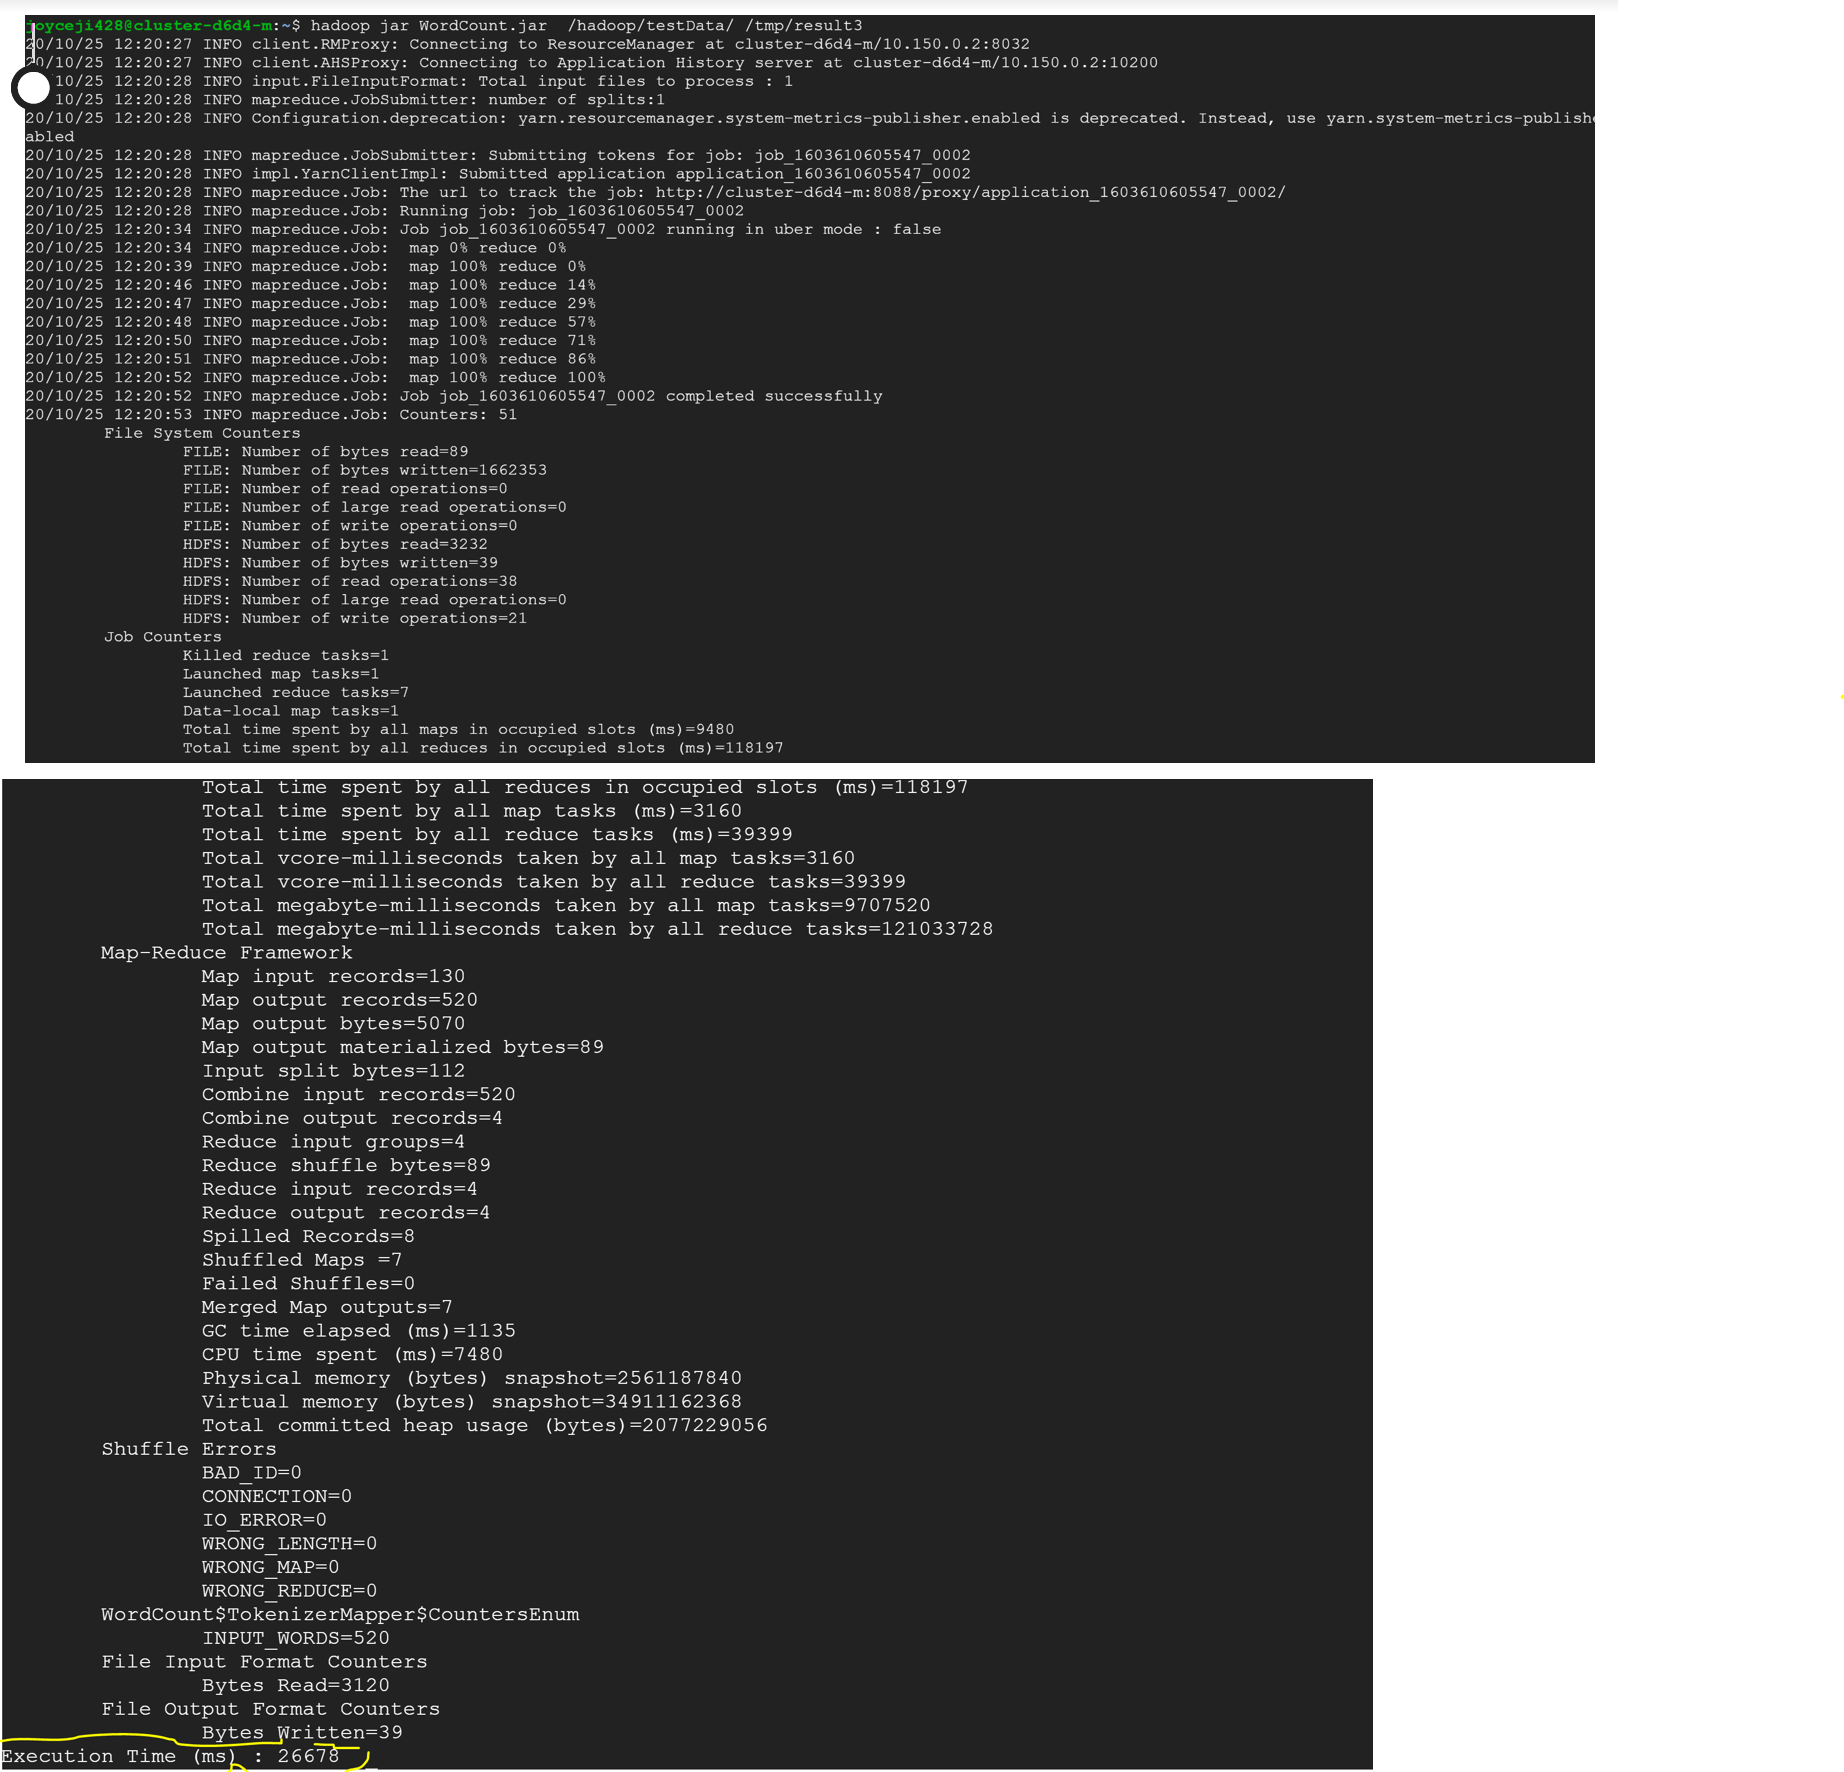 joyceji428@cluster-d6d4-m:~$ hadoop jar WordCount.jar  /hadoop/testData/ /tmp/result3
20/10/25 12:20:27 INFO client.RMProxy: Connecting to ResourceManager at cluster-d6d4-m/10.150.0.2:8032
20/10/25 12:20:27 INFO client.AHSProxy: Connecting to Application History server at cluster-d6d4-m/10.150.0.2:10200
10/25 12:20:28 INFO input.FileInputFormat: Total input files to process : 1
10/25 12:20:28 INFO mapreduce.JobSubmitter: number of splits:1
20/10/25 12:20:28 INFO Configuration.deprecation: yarn.resourcemanager.system-metrics-publisher.enabled is deprecated. Instead, use yarn.system-metrics-publishe
abled
20/10/25 12:20:28 INFO mapreduce.JobSubmitter: Submitting tokens for job: job_1603610605547_0002
20/10/25 12:20:28 INFO impl.YarnClientImpl: Submitted application application_1603610605547_0002
20/10/25 12:20:28 INFO mapreduce.Job: The url to track the job: http://cluster-d6d4-m:8088/proxy/application_1603610605547_0002/
20/10/25 12:20:28 INFO mapreduce.Job: Running job: job_1603610605547_0002
20/10/25 12:20:34 INFO mapreduce.Job: Job job_1603610605547_0002 running in uber mode : false
20/10/25 12:20:34 INFO mapreduce.Job:  map 0% reduce 0%
20/10/25 12:20:39 INFO mapreduce.Job:  map 100% reduce 0%
20/10/25 12:20:46 INFO mapreduce.Job:  map 100% reduce 14%
20/10/25 12:20:47 INFO mapreduce.Job:  map 100% reduce 29%
20/10/25 12:20:48 INFO mapreduce.Job:  map 100% reduce 57%
20/10/25 12:20:50 INFO mapreduce.Job:  map 100% reduce 71%
20/10/25 12:20:51 INFO mapreduce.Job:  map 100% reduce 86%
20/10/25 12:20:52 INFO mapreduce.Job:  map 100% reduce 100%
20/10/25 12:20:52 INFO mapreduce.Job: Job job_1603610605547_0002 completed successfully
20/10/25 12:20:53 INFO mapreduce.Job: Counters: 51
File System Counters
FILE: Number of bytes read=89
FILE: Number of bytes written=1662353
FILE: Number of read operations=0
FILE: Number of large read operations=0
FILE: Number of write operations=0
HDFS: Number of bytes read=3232
HDFS: Number of bytes written=39
HDFS: Number of read operations=38
HDFS: Number of large read operations=0
HDFS: Number of write operations=21
Job Counters
Killed reduce tasks=1
Launched map tasks=1
Launched reduce tasks=7
Data-local map tasks=1
Total time spent by all maps in occupied slots (ms)=9480
Total time spent by all reduces in occupied slots (ms)=118197
Total time spent by all reduces in occupied slots (ms)=118197
Total time spent by all map tasks (ms)=3160
Total time spent by all reduce tasks (ms)=39399
Total vcore-milliseconds taken by all map tasks=3160
Total vcore-milliseconds taken by all reduce tasks=39399
Total megabyte-milliseconds taken by all map tasks=9707520
Total megabyte-milliseconds taken by all reduce tasks=121033728
Map-Reduce Framework
Map input records=130
Map output records=520
Map output bytes=5070
Map output materialized bytes=89
Input split bytes=112
Combine input records=520
Combine output records=4
Reduce input groups=4
Reduce shuffle bytes=89
Reduce input records=4
Reduce output records=4
Spilled Records=8
Shuffled Maps =7
Failed Shuffles=0
Merged Map outputs=7
GC time elapsed (ms)=1135
CPU time spent (ms)=7480
Physical memory (bytes) snapshot=2561187840
Virtual memory (bytes) snapshot=34911162368
Total committed heap usage (bytes)=2077229056
Shuffle Errors
BAD_ID=0
CONNECTION=0
IO_ERROR=0
WRONG_LENGTH=0
WRONG_MAP=0
WRONG_REDUCE=0
WordCount$TokenizerMapper$CountersEnum
INPUT_WORDS=520
File Input Format Counters
Bytes Read=3120
File Output Format Counters
Bytes Written=39
Execution Time (ms) : 26678